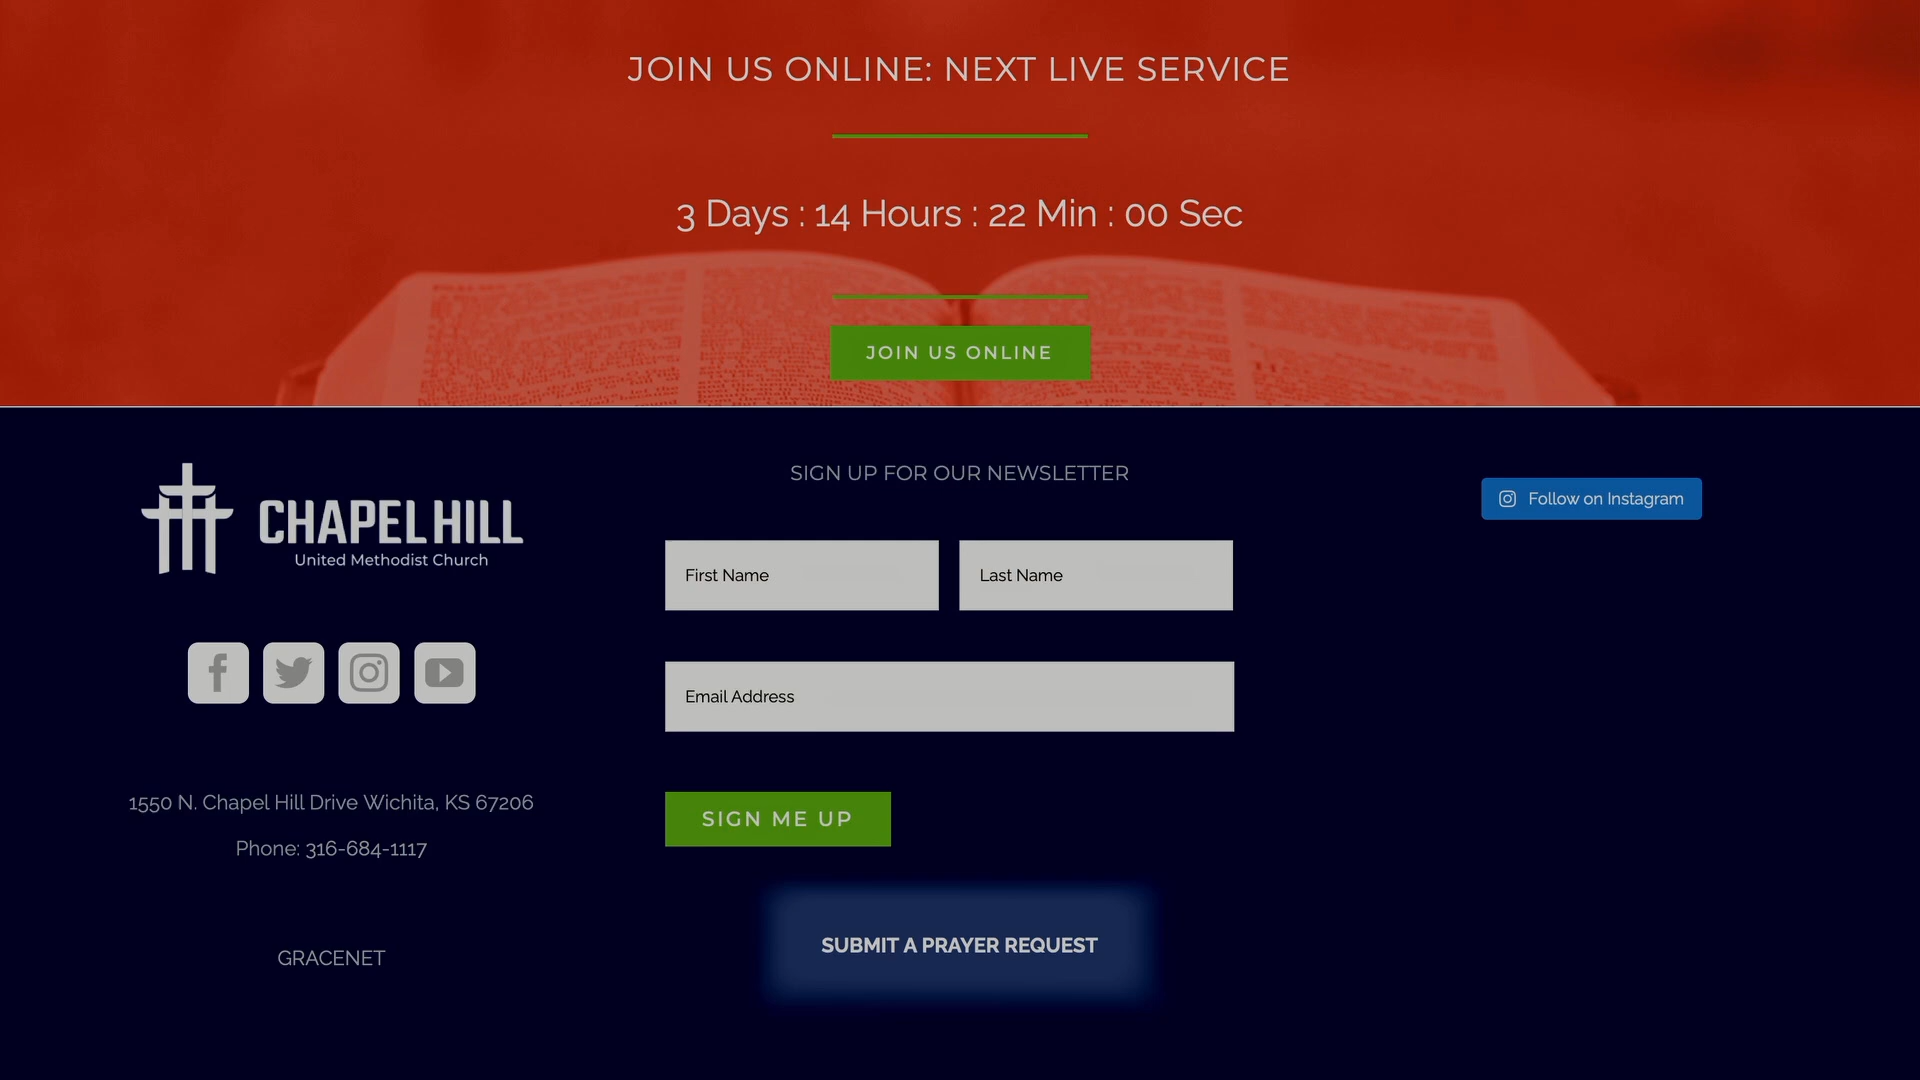 JOIN US ONLINE: NEXT LIVE SERVICE
3 Days : 14 Hours : 22 Min : 00 Sec
JOIN US ONLINE
CHAPEL HILL
United Methodist Church
1550 N. Chapel Hill Drive Wichita, KS 67206
Phone: 316-684-1117
GRACENET
SIGN UP FOR OUR NEWSLETTER
First Name
Last Name
Email Address
SIGN ME UP
SUBMIT A PRAYER REQUEST
Follow on Instagram